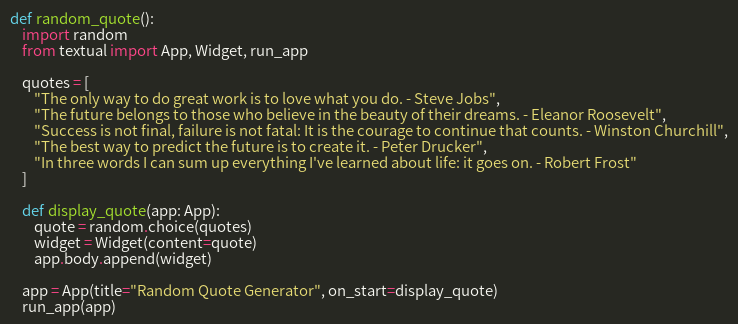 def random_quote():
    import random
    from textual import App, Widget, run_app

    quotes = [
        "The only way to do great work is to love what you do. - Steve Jobs",
        "The future belongs to those who believe in the beauty of their dreams. - Eleanor Roosevelt",
        "Success is not final, failure is not fatal: It is the courage to continue that counts. - Winston Churchill",
        "The best way to predict the future is to create it. - Peter Drucker",
        "In three words I can sum up everything I've learned about life: it goes on. - Robert Frost"
    ]

    def display_quote(app: App):
        quote = random.choice(quotes)
        widget = Widget(content=quote)
        app.body.append(widget)

    app = App(title="Random Quote Generator", on_start=display_quote)
    run_app(app)